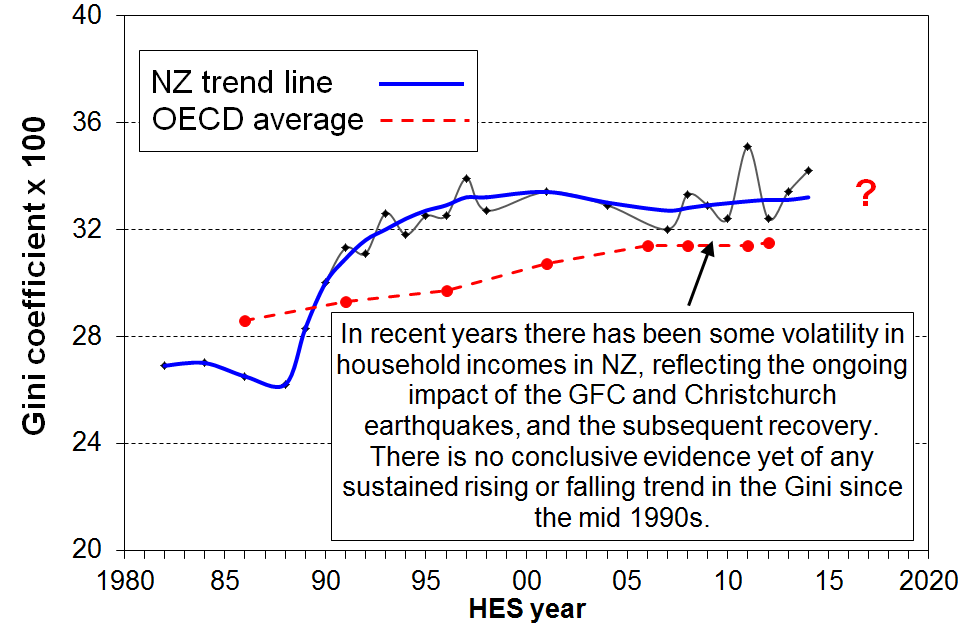 40
36
32
28
24
20
Gini coefficient x 100
NZ trend line
OECD average
?
In recent years there has been some volatility in
household incomes in NZ, reflecting the ongoing
impact of the GFC and Christchurch
earthquakes, and the subsequent recovery.
There is no conclusive evidence yet of any
sustained rising or falling trend in the Gini since
the mid 1990s.
1980 85 90 95 00 05 10 15 2020
HES year